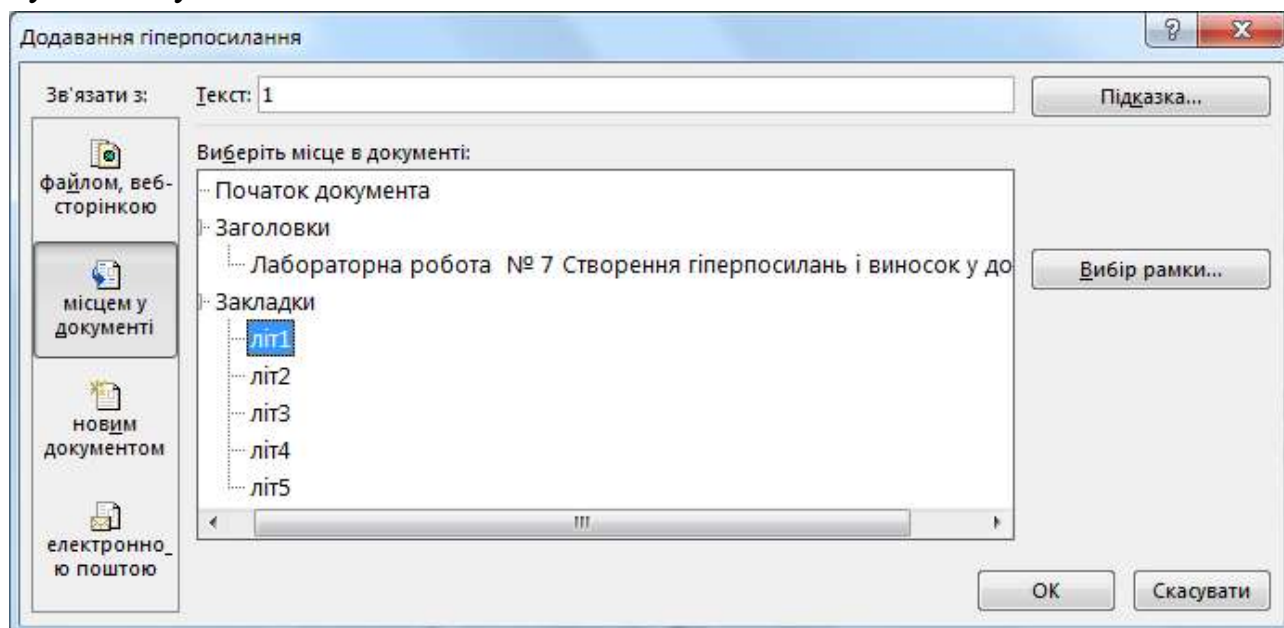 Додавання гіперпосилання
Зв'язати з:
Текст: 1
Підказка...
файлом, веб-
сторінкою
місцем у
документі
новим
документом
електронно_
ю поштою
Виберіть місце в документі:
Початок документа
Заголовки
Лабораторна робота № 7 Створення гіперпосилань і виносок у до
Закладки
літ1
літ2
літ3
літ4
літ5
Вибір рамки...
ОК
Скасувати